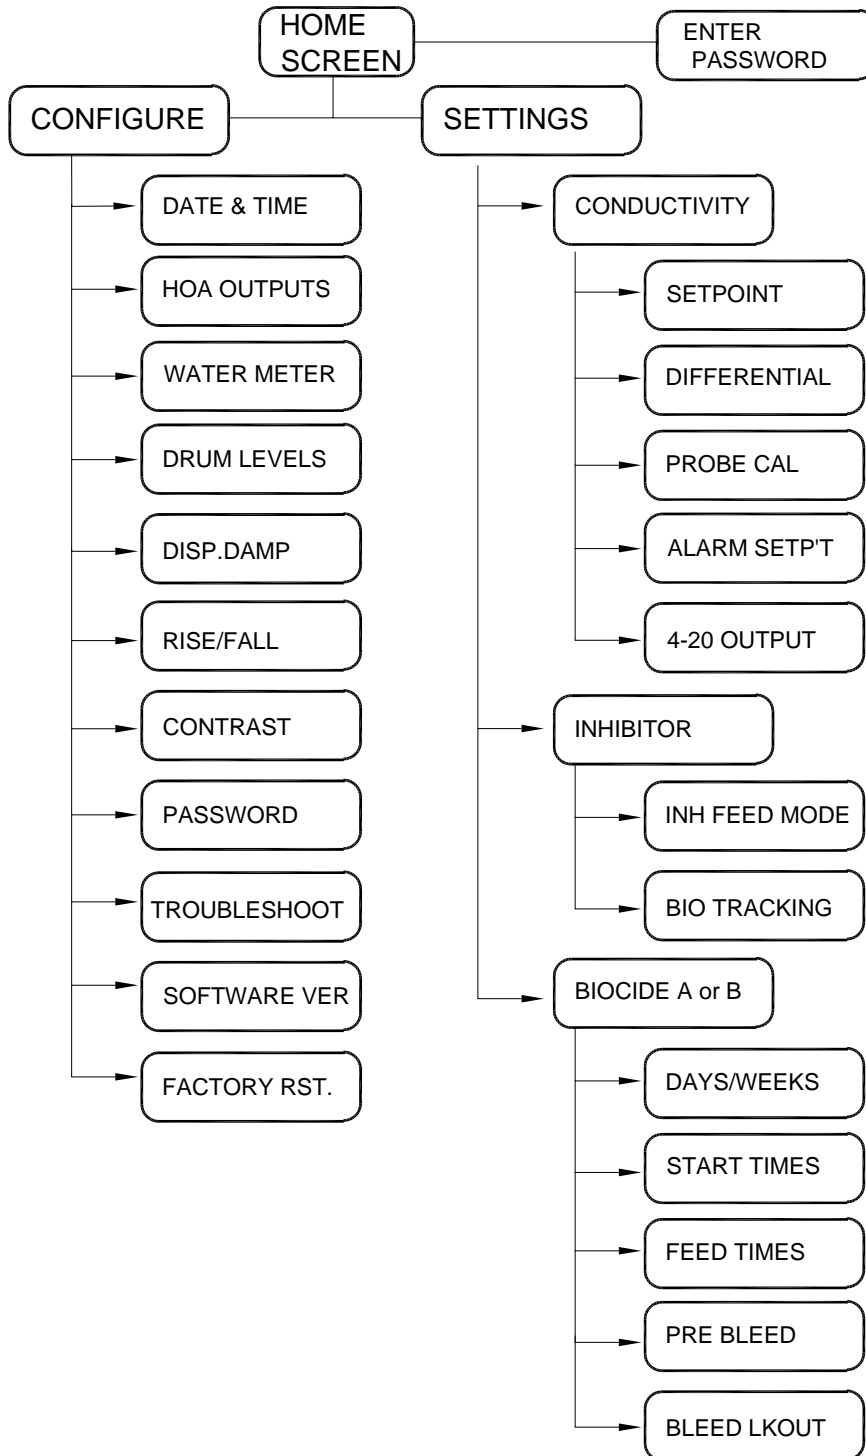 HOME
SCREEN
ENTER
PASSWORD
CONFIGURE
DATE & TIME
HOA OUTPUTS
WATER METER
DRUM LEVELS
DISP.DAMP
RISE/FALL
CONTRAST
PASSWORD
TROUBLESHOOT
SOFTWARE VER
FACTORY RST.
SETTINGS
CONDUCTIVITY
SETPOINT
DIFFERENTIAL
PROBE CAL
ALARM SETP'T
4-20 OUTPUT
INHIBITOR
INH FEED MODE
BIO TRACKING
BIOCIDE A or B
DAYS/WEEKS
START TIMES
FEED TIMES
PRE BLEED
BLEED LKOUT